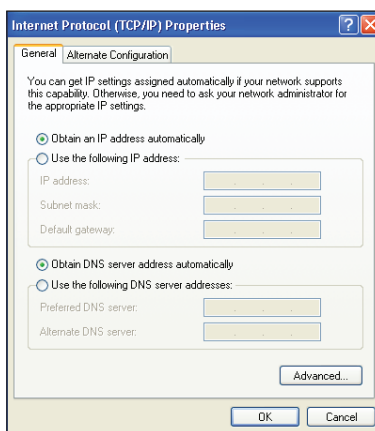 Internet Protocol (TCP/IP) Properties
General Alternate Configuration
You can get IP settings assigned automatically if your network supports
this capability. Otherwise, you need to ask your network administrator for
the appropriate IP settings.
Obtain an IP address automatically
Use the following IP address:
IP address:
Subnet mask:
Default gateway:
Obtain DNS server address automatically
Use the following DNS server addresses:
Preferred DNS server:
Alternate DNS server:
Advanced...
OK Cancel